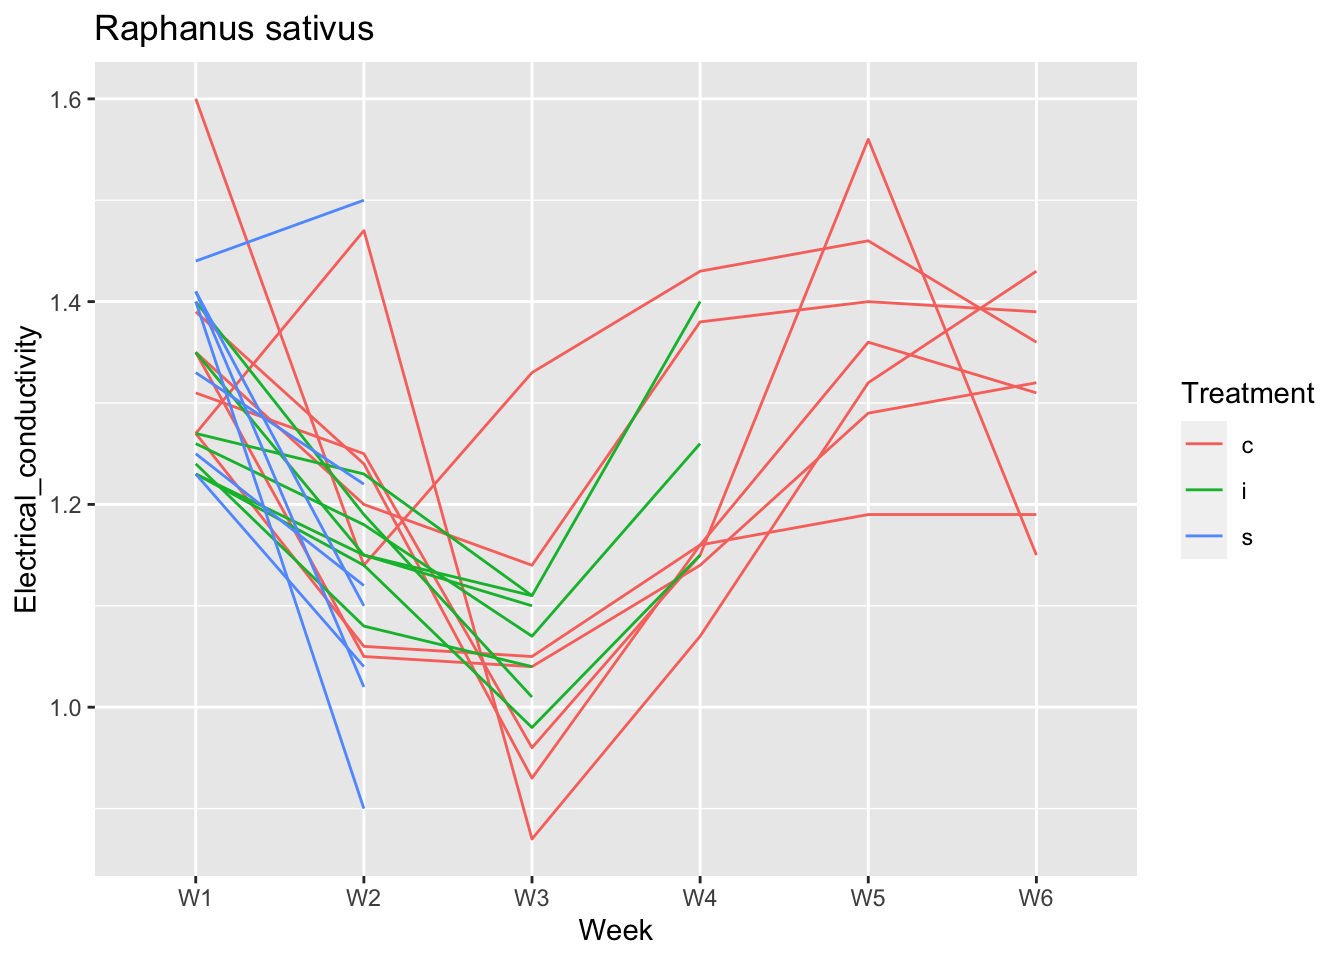 Raphanus sativus
1.6
1.4
1.2
1.0
Electrical_conductivity
W1 W2 W3 W4 W5 W6
Week
Treatment
c
i
s